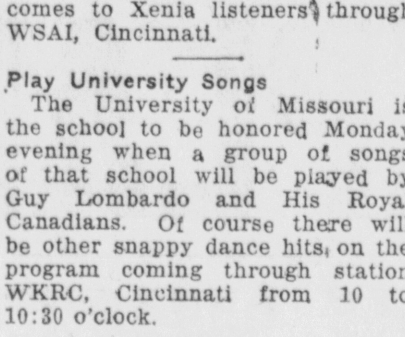 comes to Xenia listeners through
WSAI, Cincinnati.
Play University Songs
The University of Missouri is
the school to be honored Monday
evening when a group of songs
of that school will be played by
Guy Lombardo and His Royal
Canadians. Of course there will
be other snappy dance hits, on the
program coming through station
WKRC, Cincinnati from 10 to
10:30 o'clock.